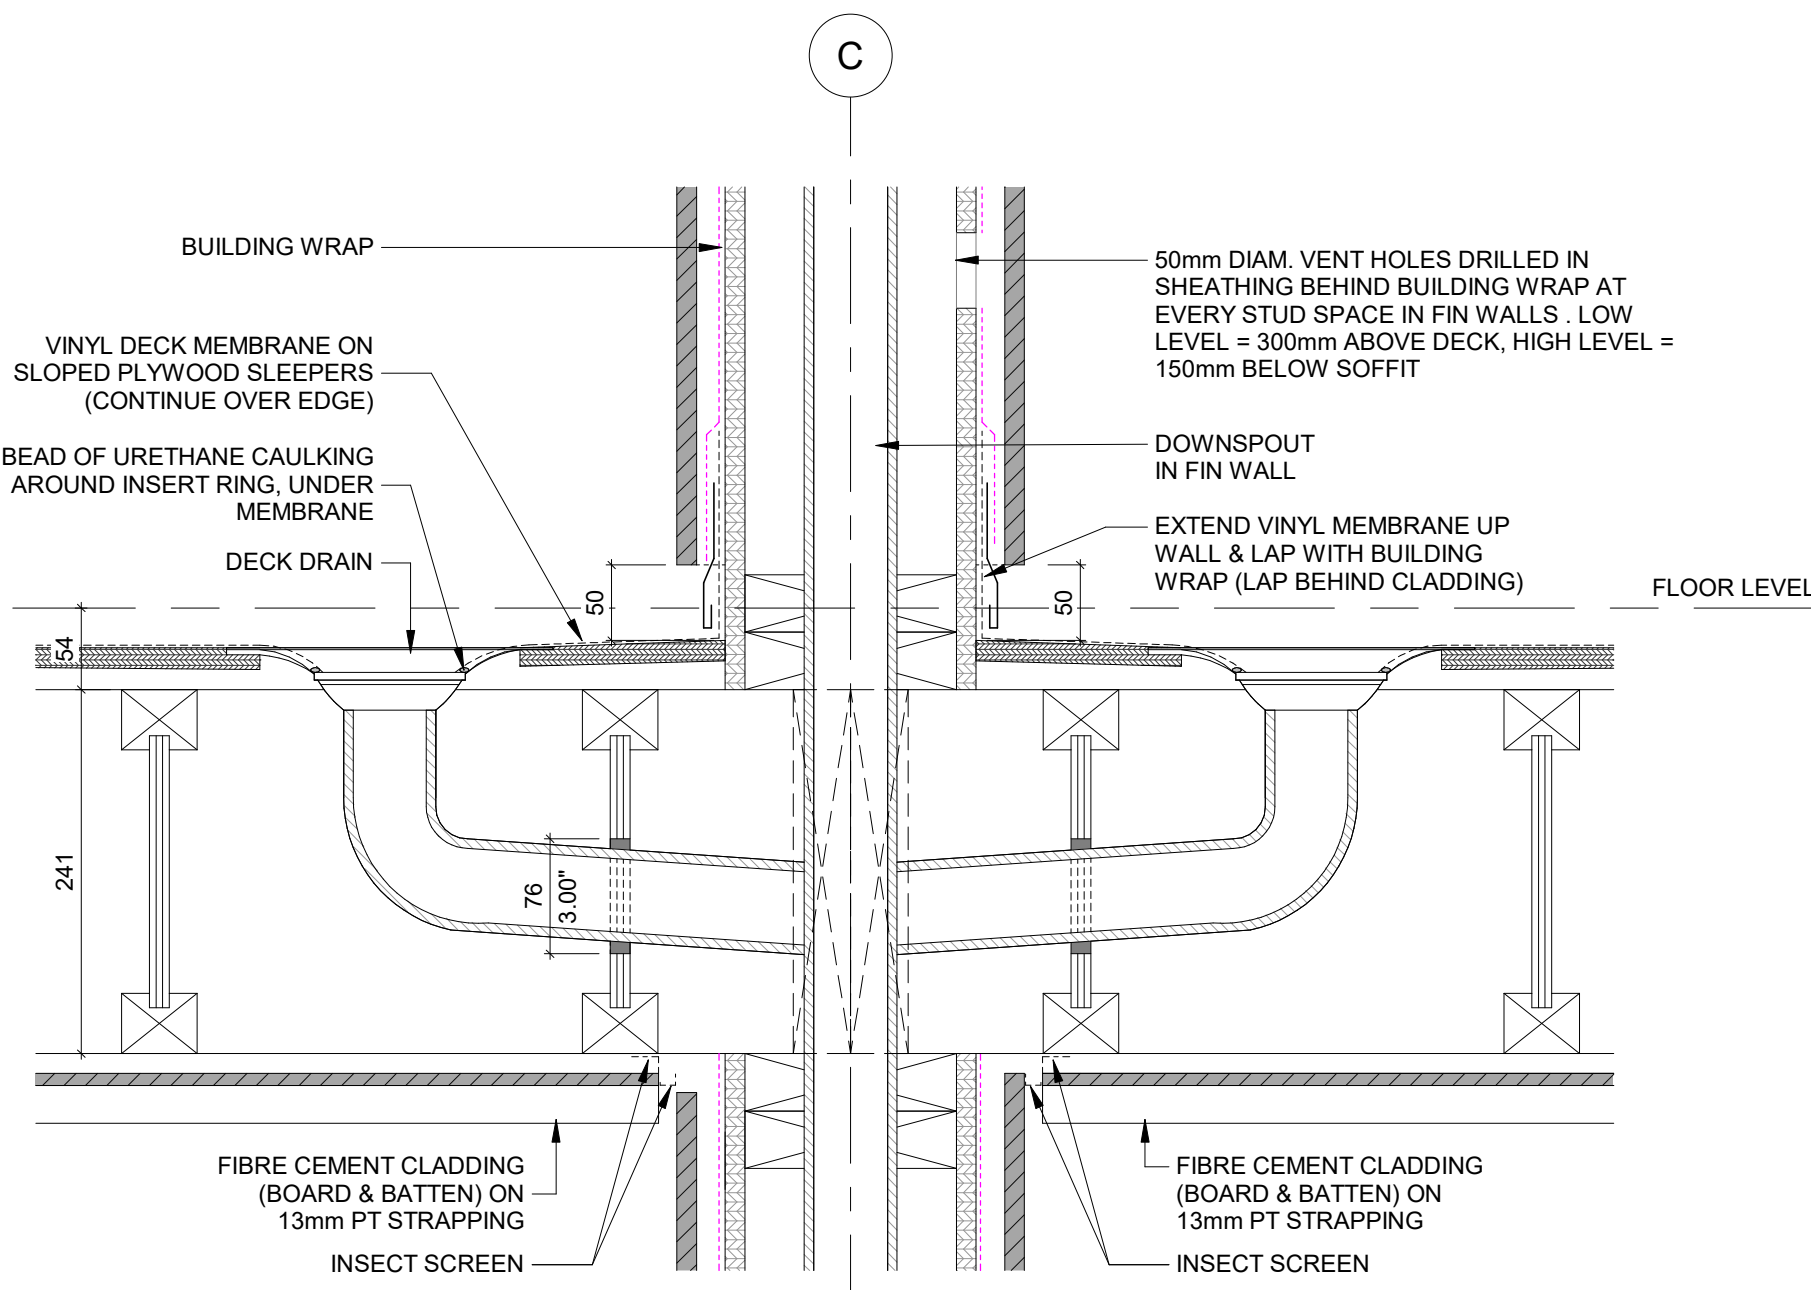 C
BUILDING WRAP
VINYL DECK MEMBRANE ON
SLOPED PLYWOOD SLEEPERS
(CONTINUE OVER EDGE)
BEAD OF URETHANE CAULKING
AROUND INSERT RING, UNDER
MEMBRANE
DECK DRAIN
50mm DIAM. VENT HOLES DRILLED IN
SHEATHING BEHIND BUILDING WRAP AT
EVERY STUD SPACE IN FIN WALLS . LOW
LEVEL = 300mm ABOVE DECK, HIGH LEVEL =
150mm BELOW SOFFIT
DOWNSPOUT
IN FIN WALL
EXTEND VINYL MEMBRANE UP
WALL & LAP WITH BUILDING
WRAP (LAP BEHIND CLADDING)
FLOOR LEVEL
50
50
54
241
76
3.00"
FIBRE CEMENT CLADDING
(BOARD & BATTEN) ON
13mm PT STRAPPING
INSECT SCREEN
FIBRE CEMENT CLADDING
(BOARD & BATTEN) ON
13mm PT STRAPPING
INSECT SCREEN